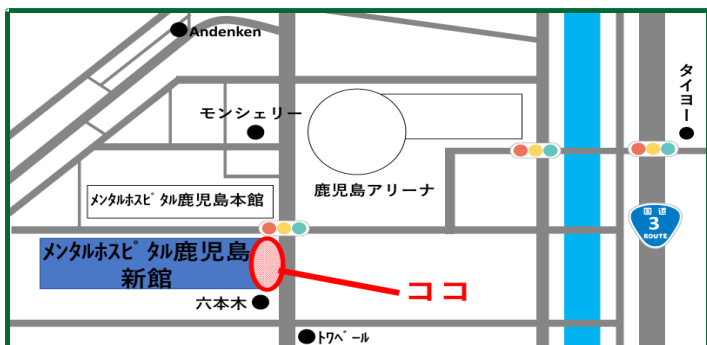 Andenken
タイヨー
モンシェリー
鹿児島アリーナ
メンタルホスピタル鹿児島本館
国道
3
ROUTE
メンタルホスピタル鹿児島
新館
ココ
六本木
トワベール